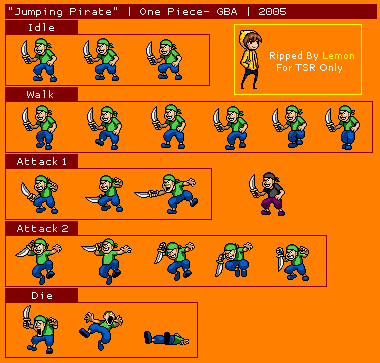 "Jumping Pirate" | One Piece- GBA | 2005
Idle
Ripped By Lemon
For TSR Only
Walk
Attack 1
Attack 2
Die